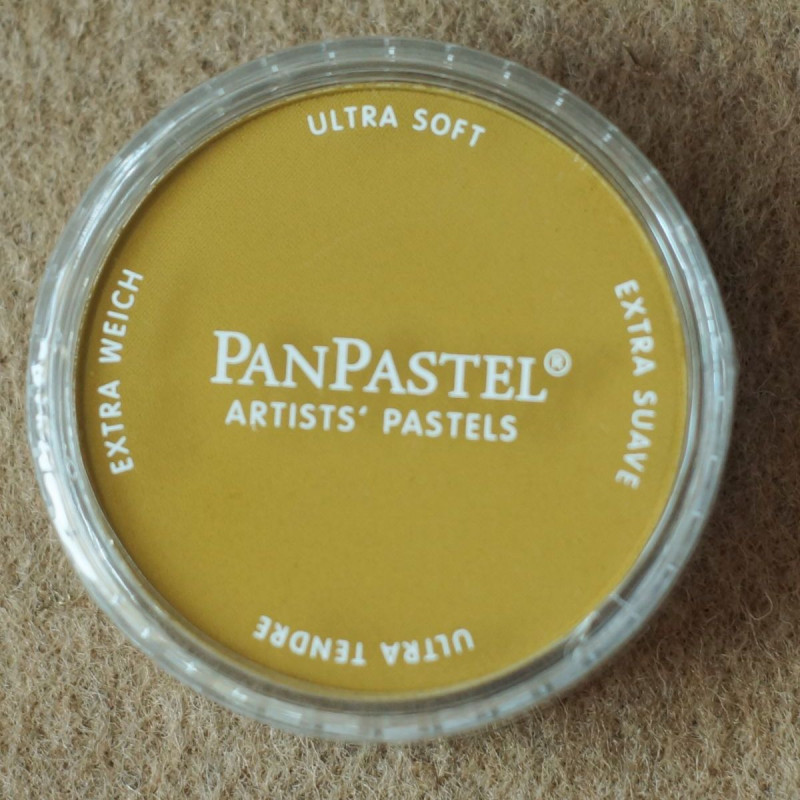 ULTRA SOFT
EXTRA WEICH
PANPASTEL®
ARTISTS' PASTELS
EXTRA SUAVE
ULTRA TENDRE